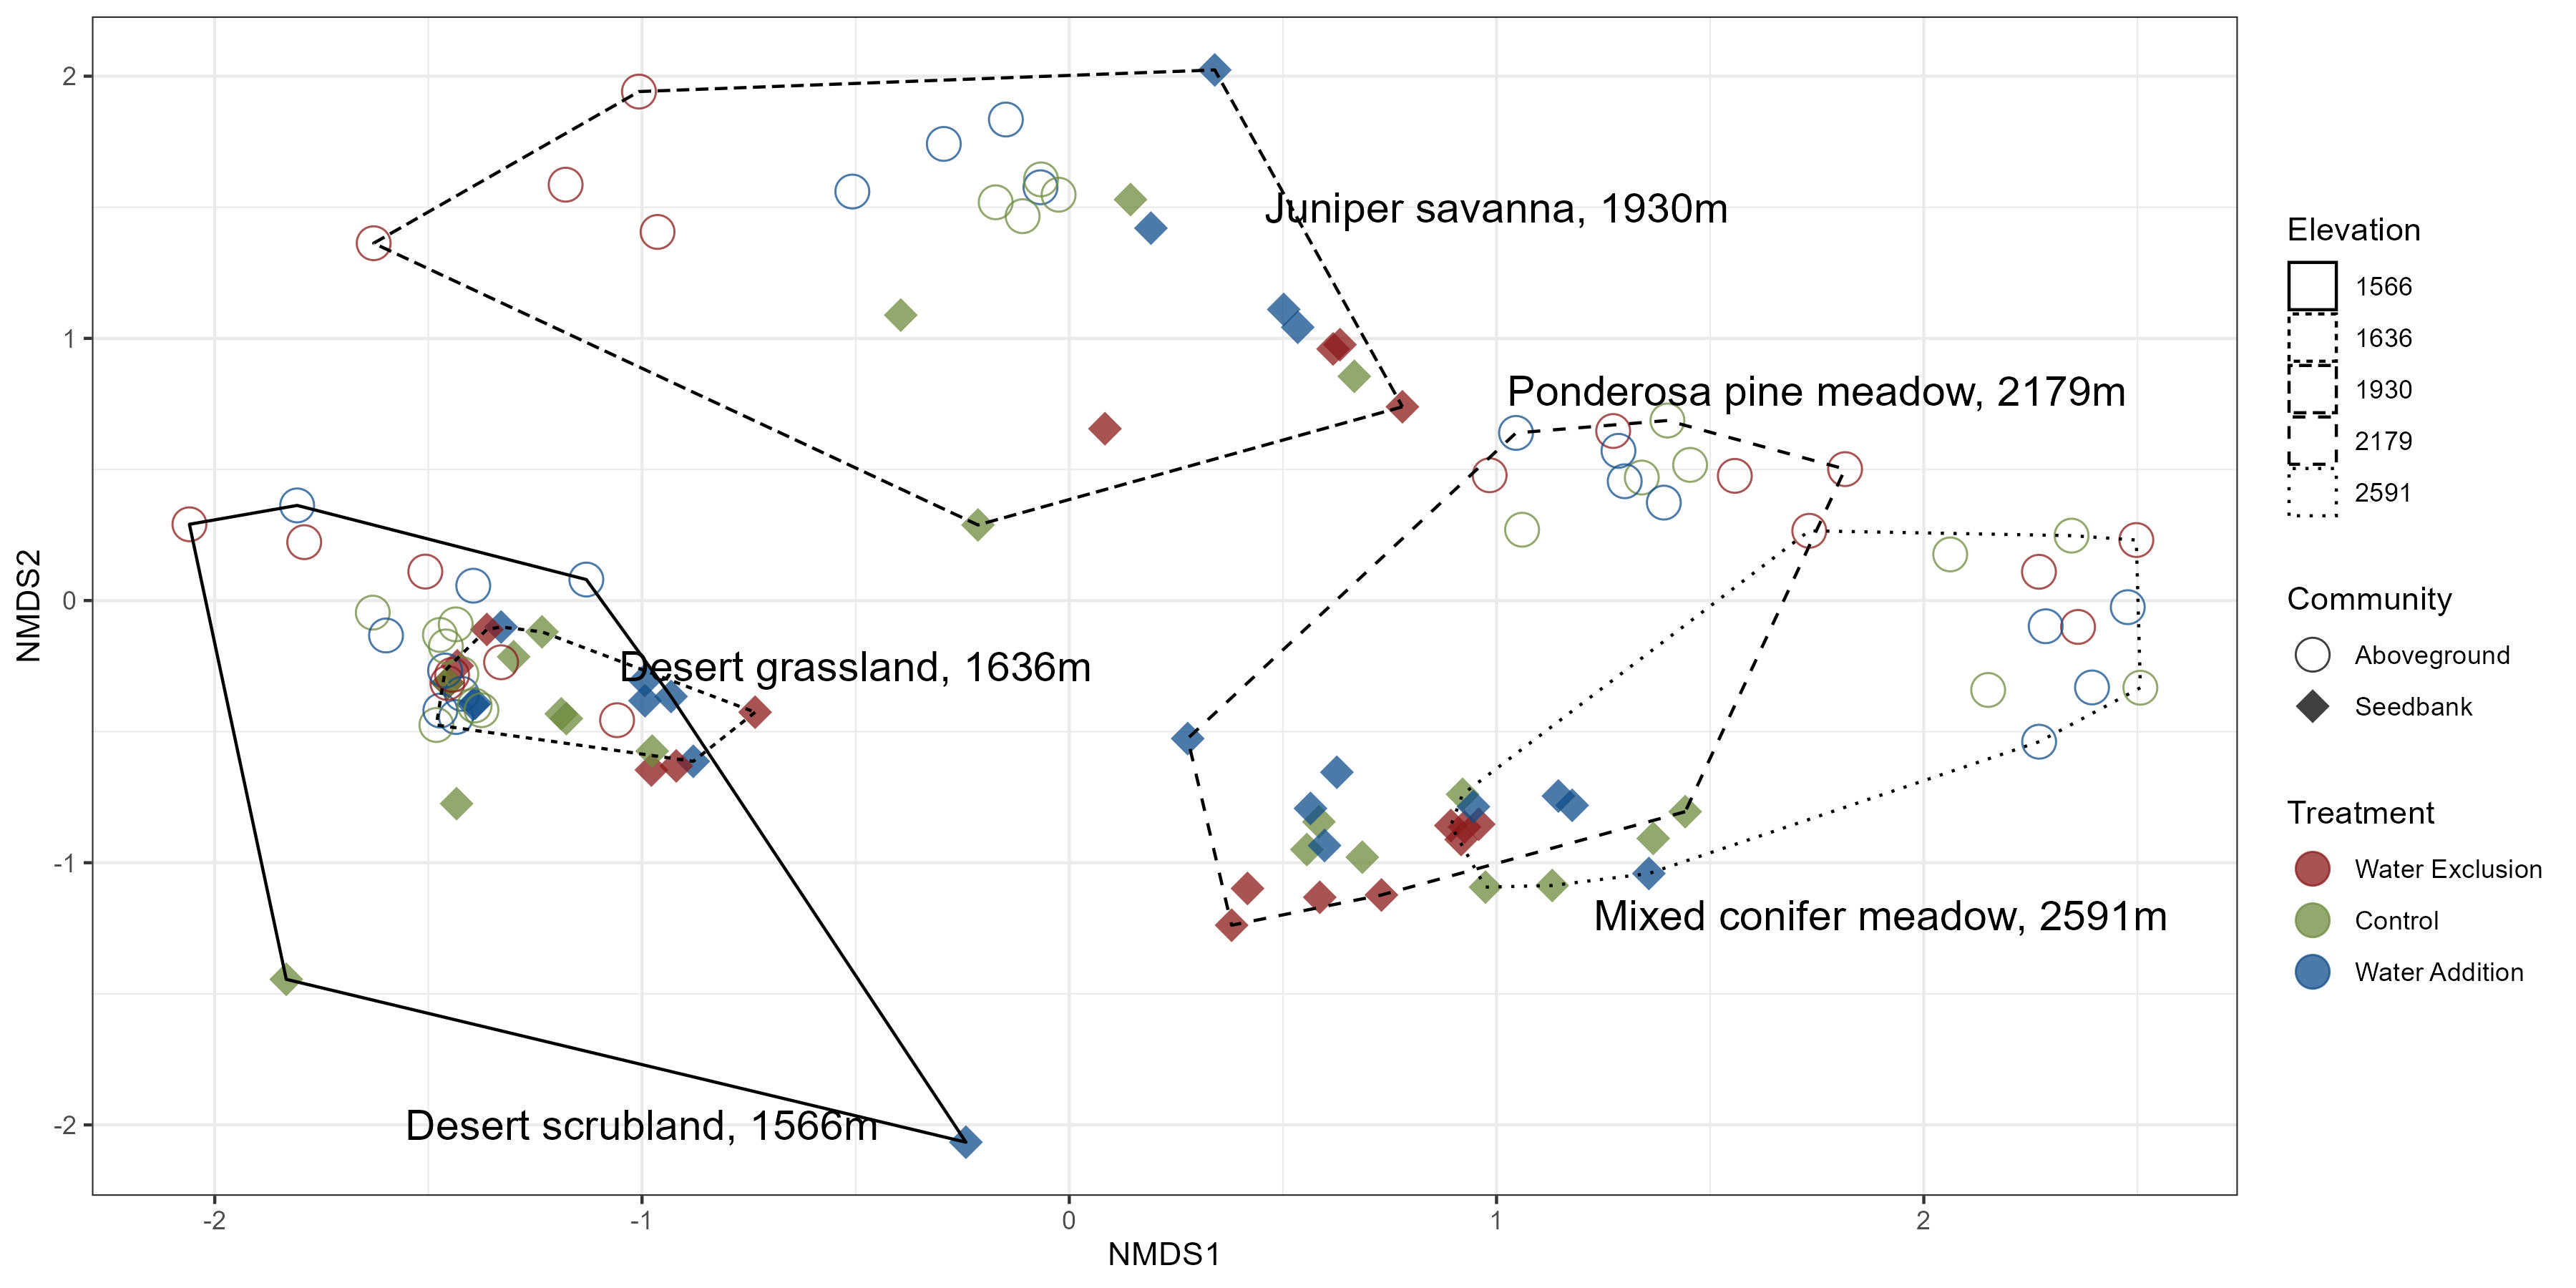 2
1
0
-1
-2
NMDS2
-2
-1
0
1
2
NMDS1
Juniper savanna, 1930m
Ponderosa pine meadow, 2179m
Desert grassland, 1636m
Mixed conifer meadow, 2591m
Desert scrubland, 1566m
Elevation
1566
1636
1930
2179
2591
Community
Aboveground
Seedbank
Treatment
Water Exclusion
Control
Water Addition